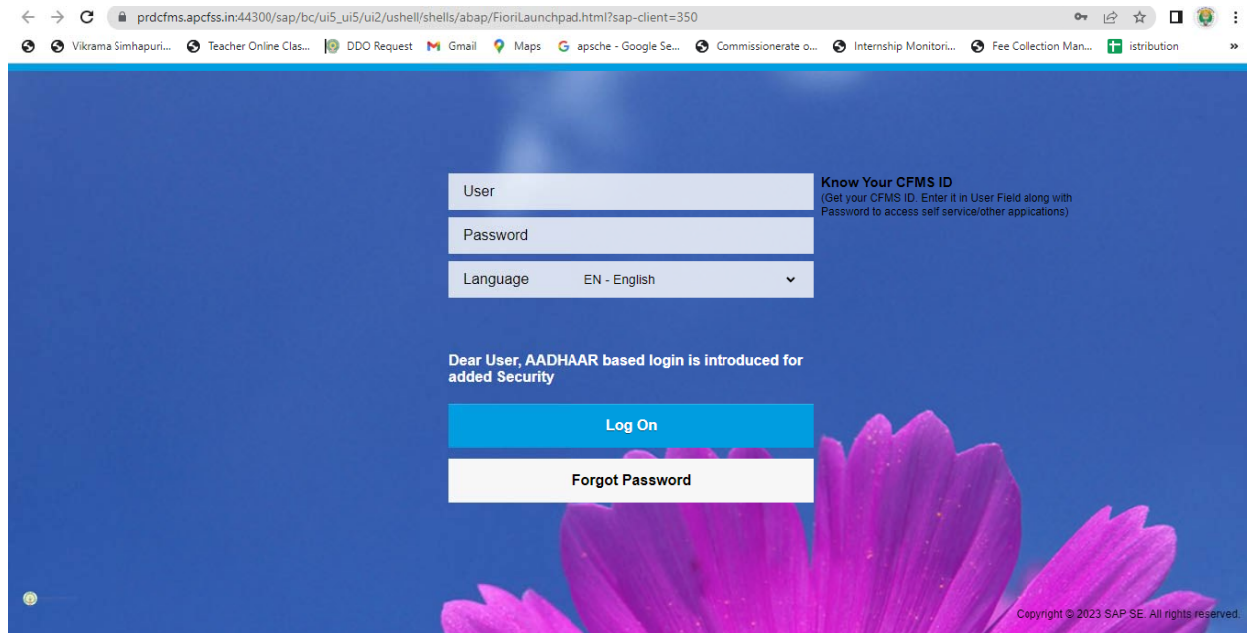 prdcfms.apcfss.in:44300/sap/bc/ui5_ui5/ui2/ushell/shells/abap/FioriLaunchpad.html?sap-client=350
Vikrama Simhapuri... Teacher Online Clas... DDO Request Gmail Maps apsche - Google Se... Commissionerate o... Internship Monitori... Fee Collection Man... istribution »
User
Know Your CFMS ID
(Get your CFMS ID. Enter it in User Field along with
Password to access self service/other appications)
Password
Language EN - English
Dear User, AADHAAR based login is introduced for
added Security
Log On
Forgot Password
Copyright © 2023 SAP SE. All rights reserved.